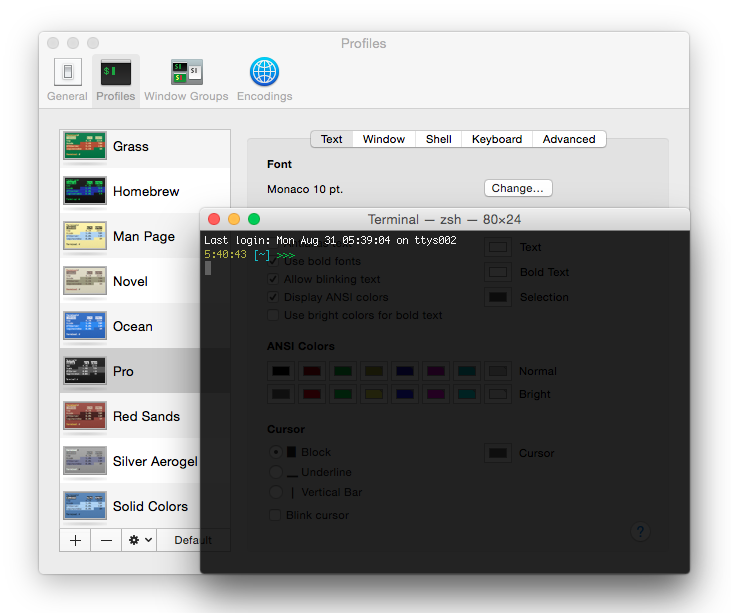 Profiles
General
Profiles
Window Groups
Encodings
Grass
Homebrew
Man Page
Novel
Ocean
Pro
Red Sands
Silver Aerogel
Solid Colors
+ — Default
Text Window Shell Keyboard Advanced
Font
Monaco 10 pt.
Change...
Terminal — zsh — 80×24
Last login: Mon Aug 31 05:39:04 on ttys002
5:40:43 [~] >>>
Text
Use bold fonts
Bold Text
Allow blinking text
Display ANSI colors
Selection
Use bright colors for bold text
ANSI Colors
Normal
Bright
Cursor
Block
Cursor
Underline
Vertical Bar
Blink cursor
?